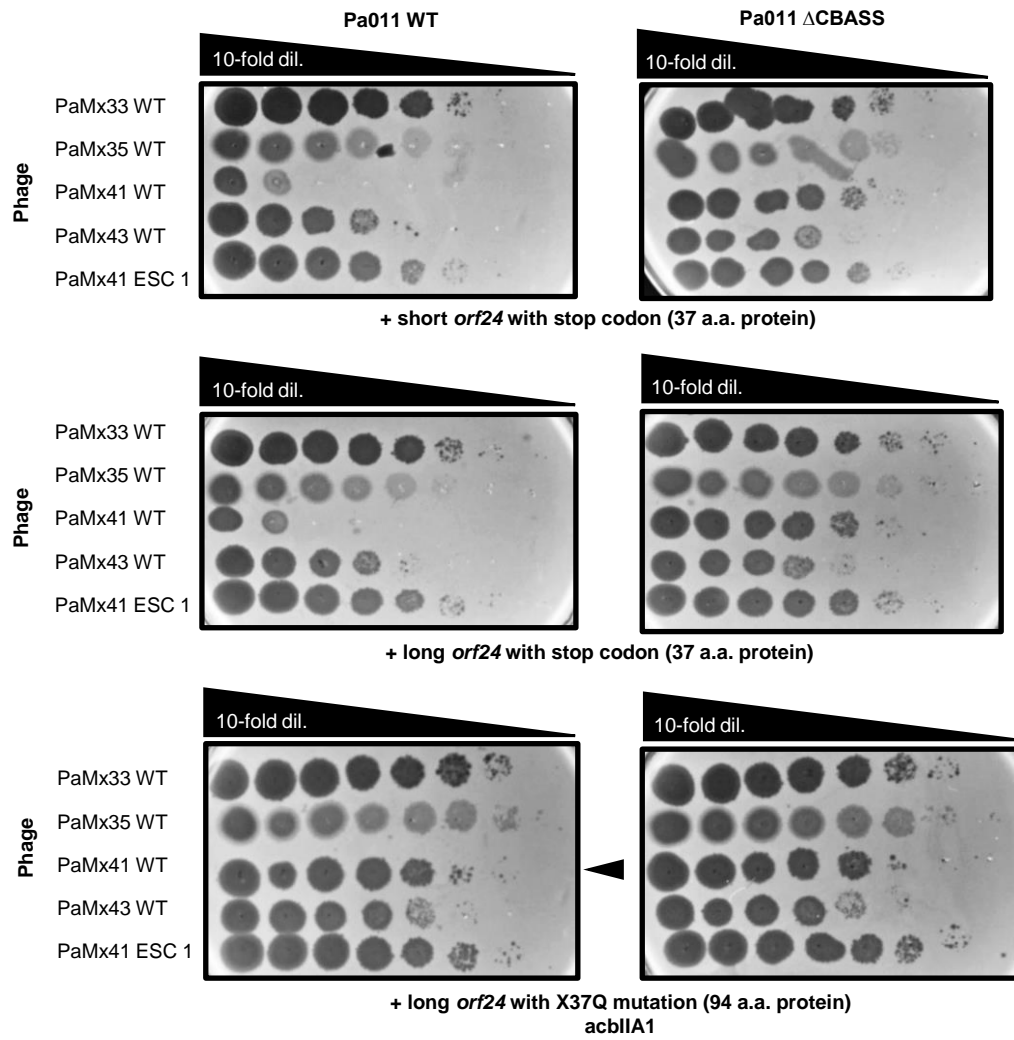 Pa011 WT
Pa011 ΔCBASS
10-fold dil.
10-fold dil.
Phage
PaMx33 WT
PaMx35 WT
PaMx41 WT
PaMx43 WT
PaMx41 ESC 1
+ short orf24 with stop codon (37 a.a. protein)
10-fold dil.
10-fold dil.
Phage
PaMx33 WT
PaMx35 WT
PaMx41 WT
PaMx43 WT
PaMx41 ESC 1
+ long orf24 with stop codon (37 a.a. protein)
10-fold dil.
10-fold dil.
Phage
PaMx33 WT
PaMx35 WT
PaMx41 WT
PaMx43 WT
PaMx41 ESC 1
+ long orf24 with X37Q mutation (94 a.a. protein)
acbIIA1